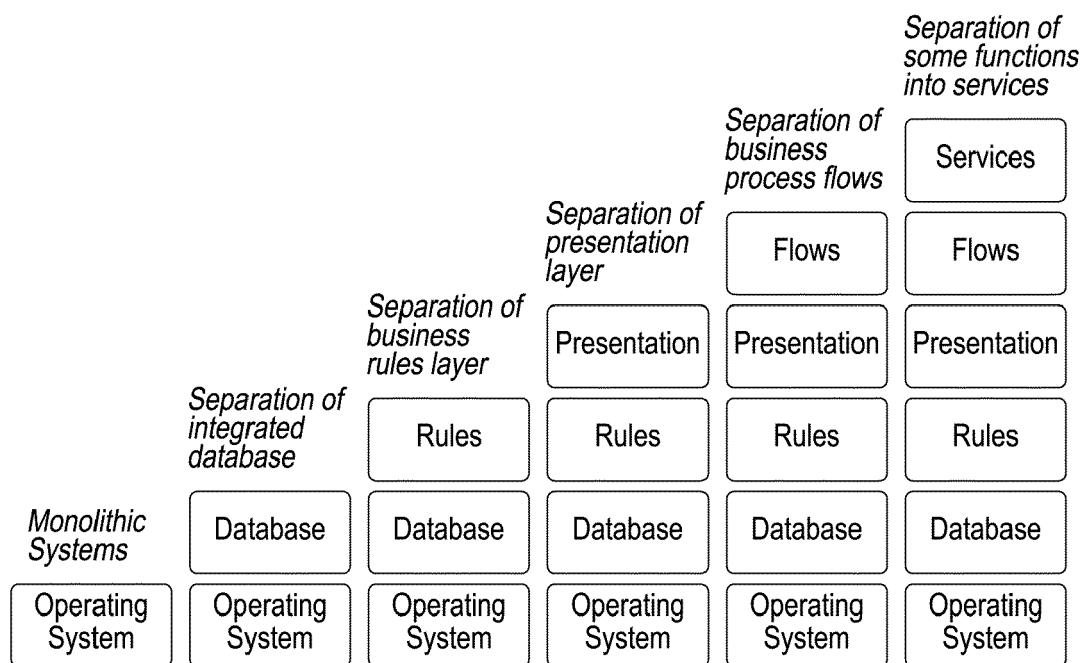 Monolithic
Systems
Operating
System
Separation of
integrated
database
Database
Operating
System
Separation of
business
rules layer
Rules
Database
Operating
System
Separation of
presentation
layer
Presentation
Rules
Database
Operating
System
Separation of
business
process flows
Flows
Presentation
Rules
Database
Operating
System
Separation of
some functions
into services
Services
Flows
Presentation
Rules
Database
Operating
System